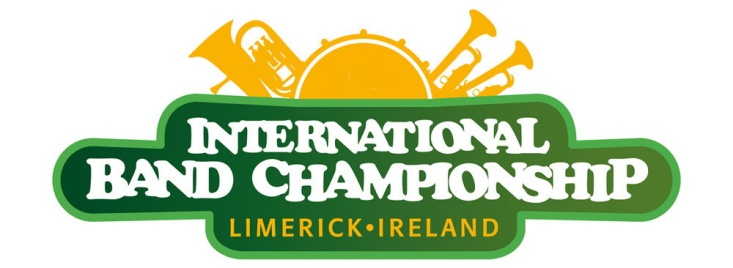 INTERNATIONAL
BAND CHAMPIONSHIP
LIMERICK•IRELAND